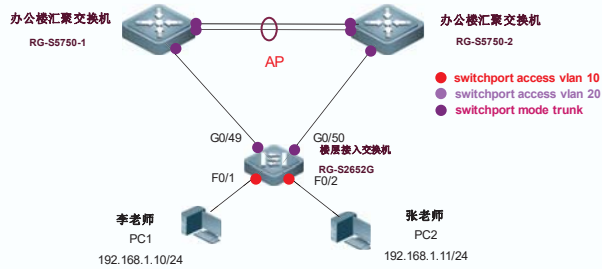 办公楼汇聚交换机
RG-S5750-1
办公楼汇聚交换机
RG-S5750-2
AP
switchport access vlan 10
switchport access vlan 20
switchport mode trunk
G0/49
G0/50
楼层接入交换机
RG-S2652G
F0/1
F0/2
李老师
PC1
192.168.1.10/24
张老师
PC2
192.168.1.11/24